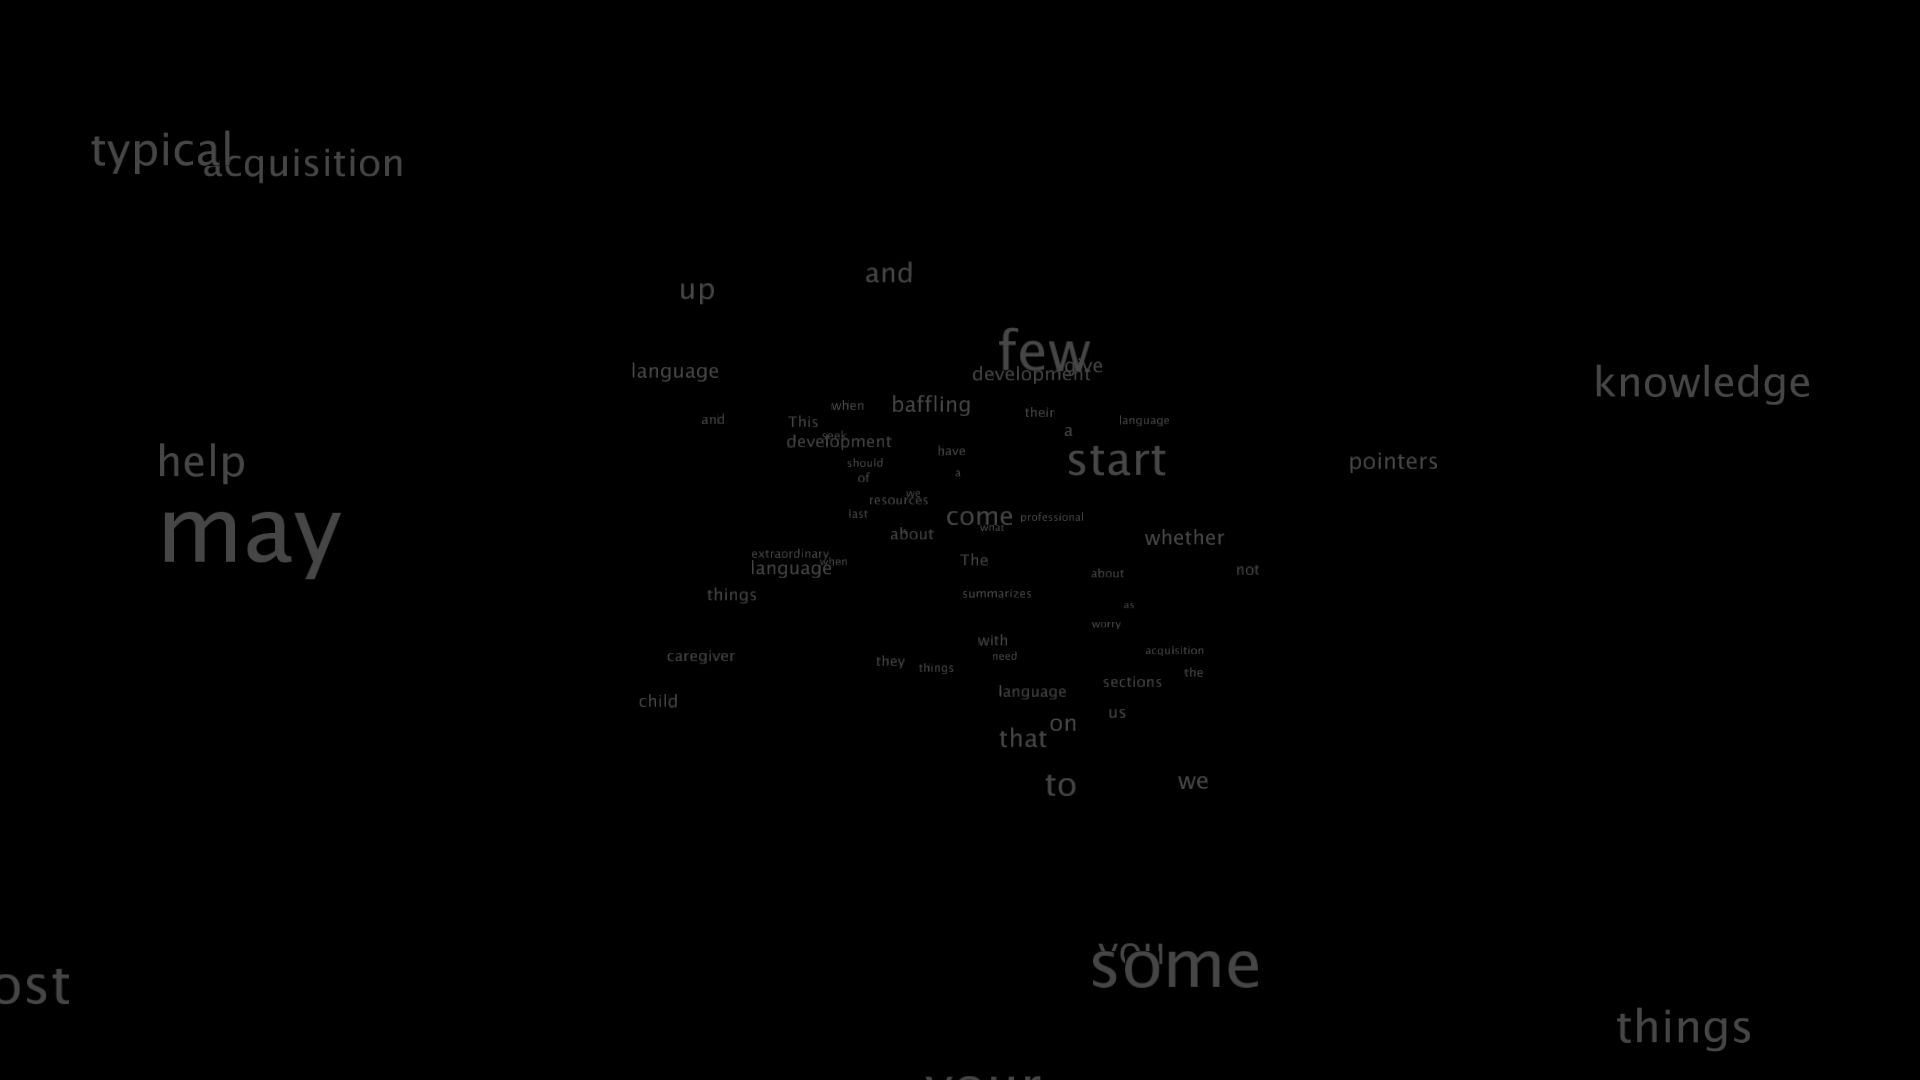 typical
acquisition
and
up
few
give
language
development
knowledge
baffling
when
their
and
This
language
a
seek
development
have
start
help
should
pointers
a
of
we
resources
may
last
come
professional
what
about
whether
extraordinary
when
The
language
not
about
things
summarizes
as
worry
with
acquisition
caregiver
need
they
things
the
sections
language
child
us
on
that
we
to
you
some
ost
things
your